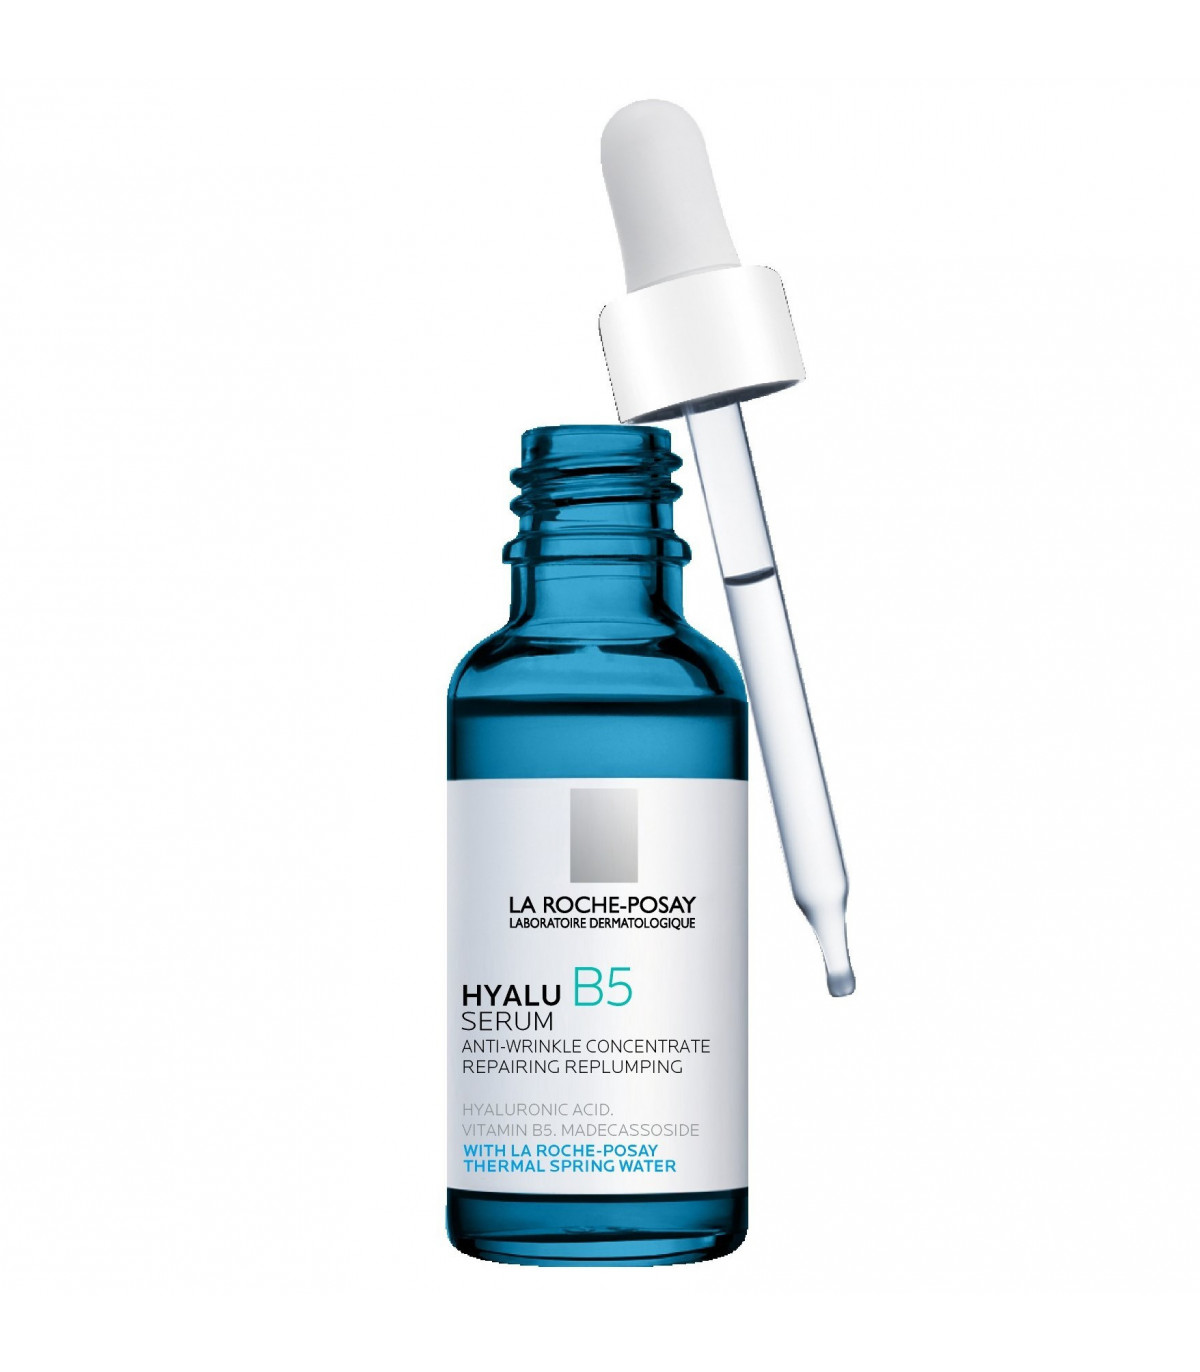 LA ROCHE-POSAY
LABORATOIRE DERMATOLOGIQUE
HYALU B5
SERUM
ANTI-WRINKLE CONCENTRATE
REPAIRING REPLUMPING
HYALURONIC ACID.
VITAMIN B5. MADECASSOSIDE
WITH LA ROCHE-POSAY
THERMAL SPRING WATER